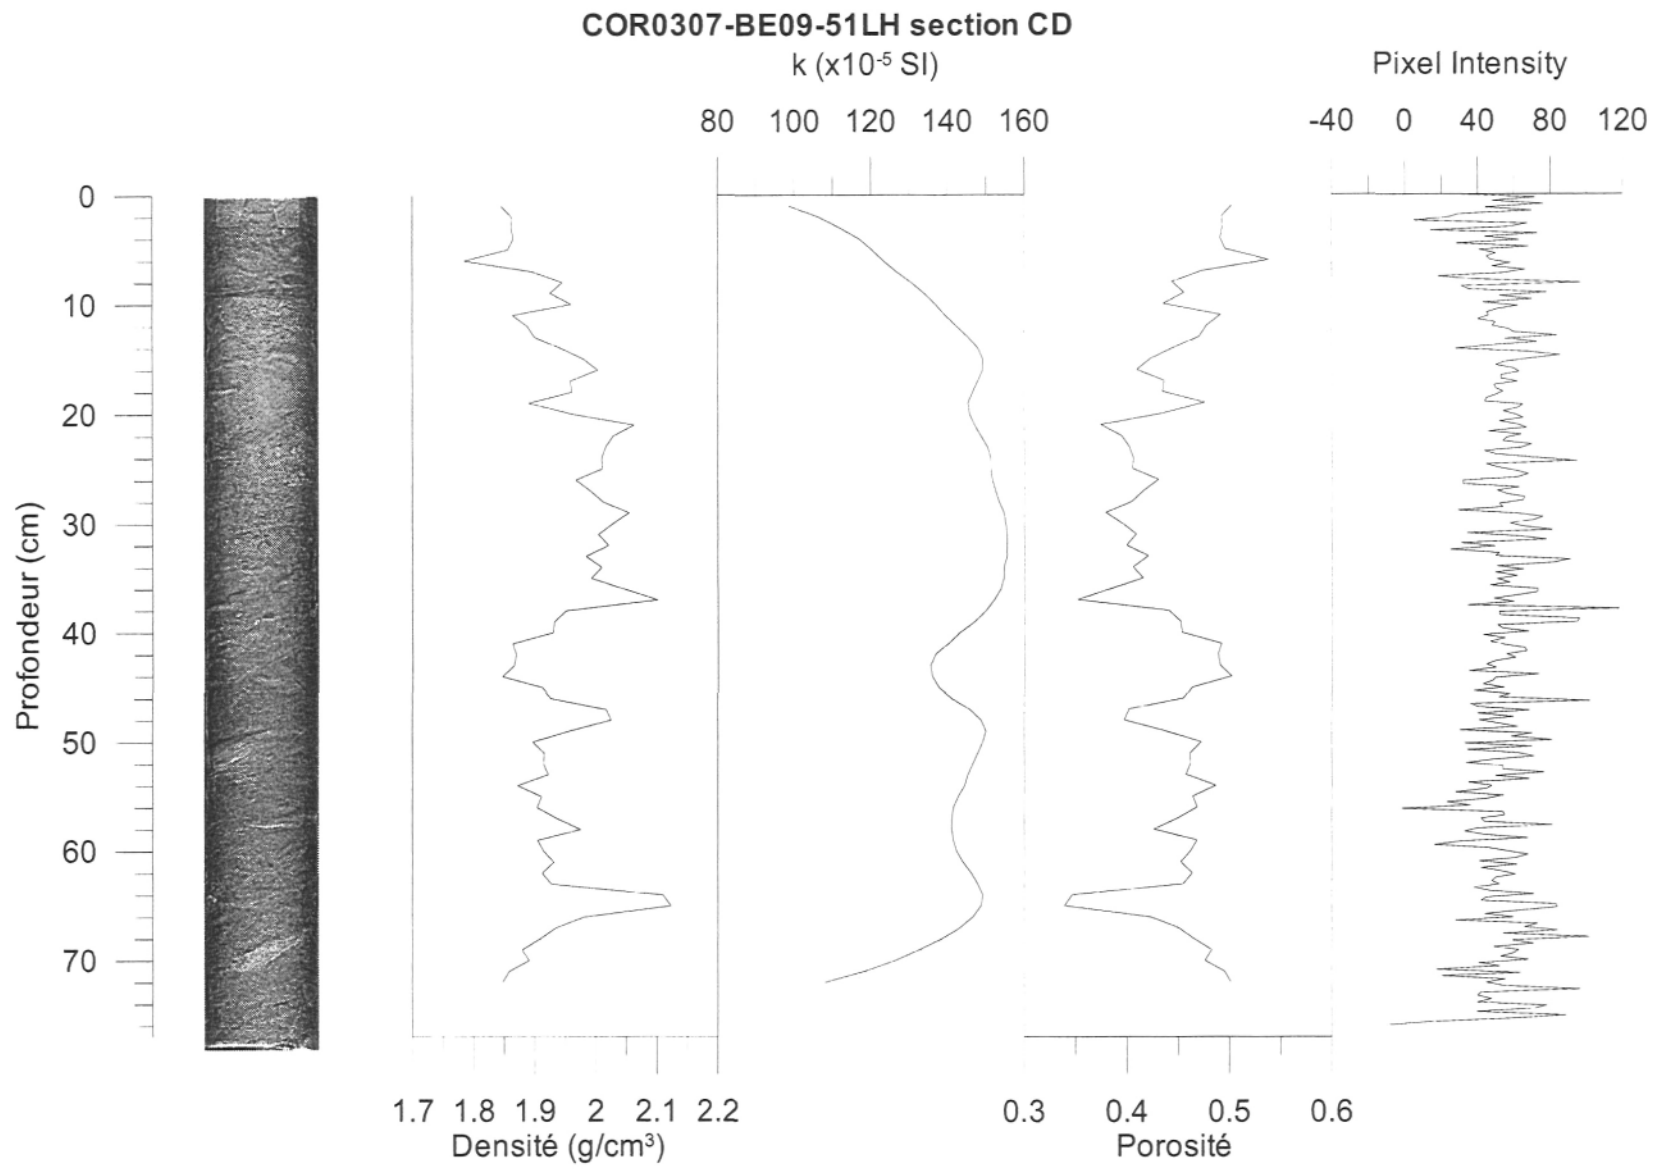 COR0307-BE09-51LH section CD
k (x10⁻⁵ SI)
Pixel Intensity
80 100 120 140 160
-40 0 40 80 120
0
10
20
30
40
50
60
70
Profondeur (cm)
1.7 1.8 1.9 2 2.1 2.2
0.3 0.4 0.5 0.6
Densité (g/cm³)
Porosité